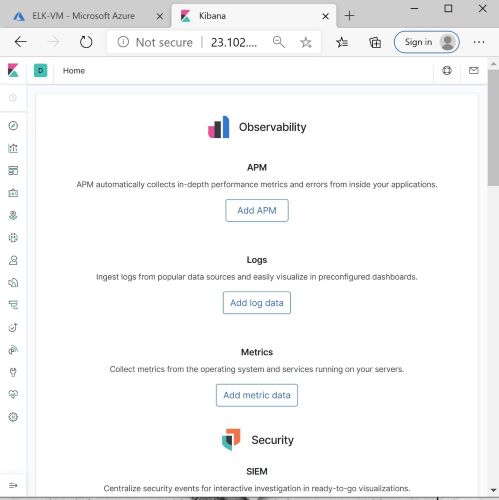 ELK-VM - Microsoft Azure
Kibana
Not secure
23.102....
Sign in
D
Home
Observability
APM
APM automatically collects in-depth performance metrics and errors from inside your applications.
Add APM
Logs
Ingest logs from popular data sources and easily visualize in preconfigured dashboards.
Add log data
Metrics
Collect metrics from the operating system and services running on your servers.
Add metric data
Security
SIEM
Centralize security events for interactive investigation in ready-to-go visualizations.